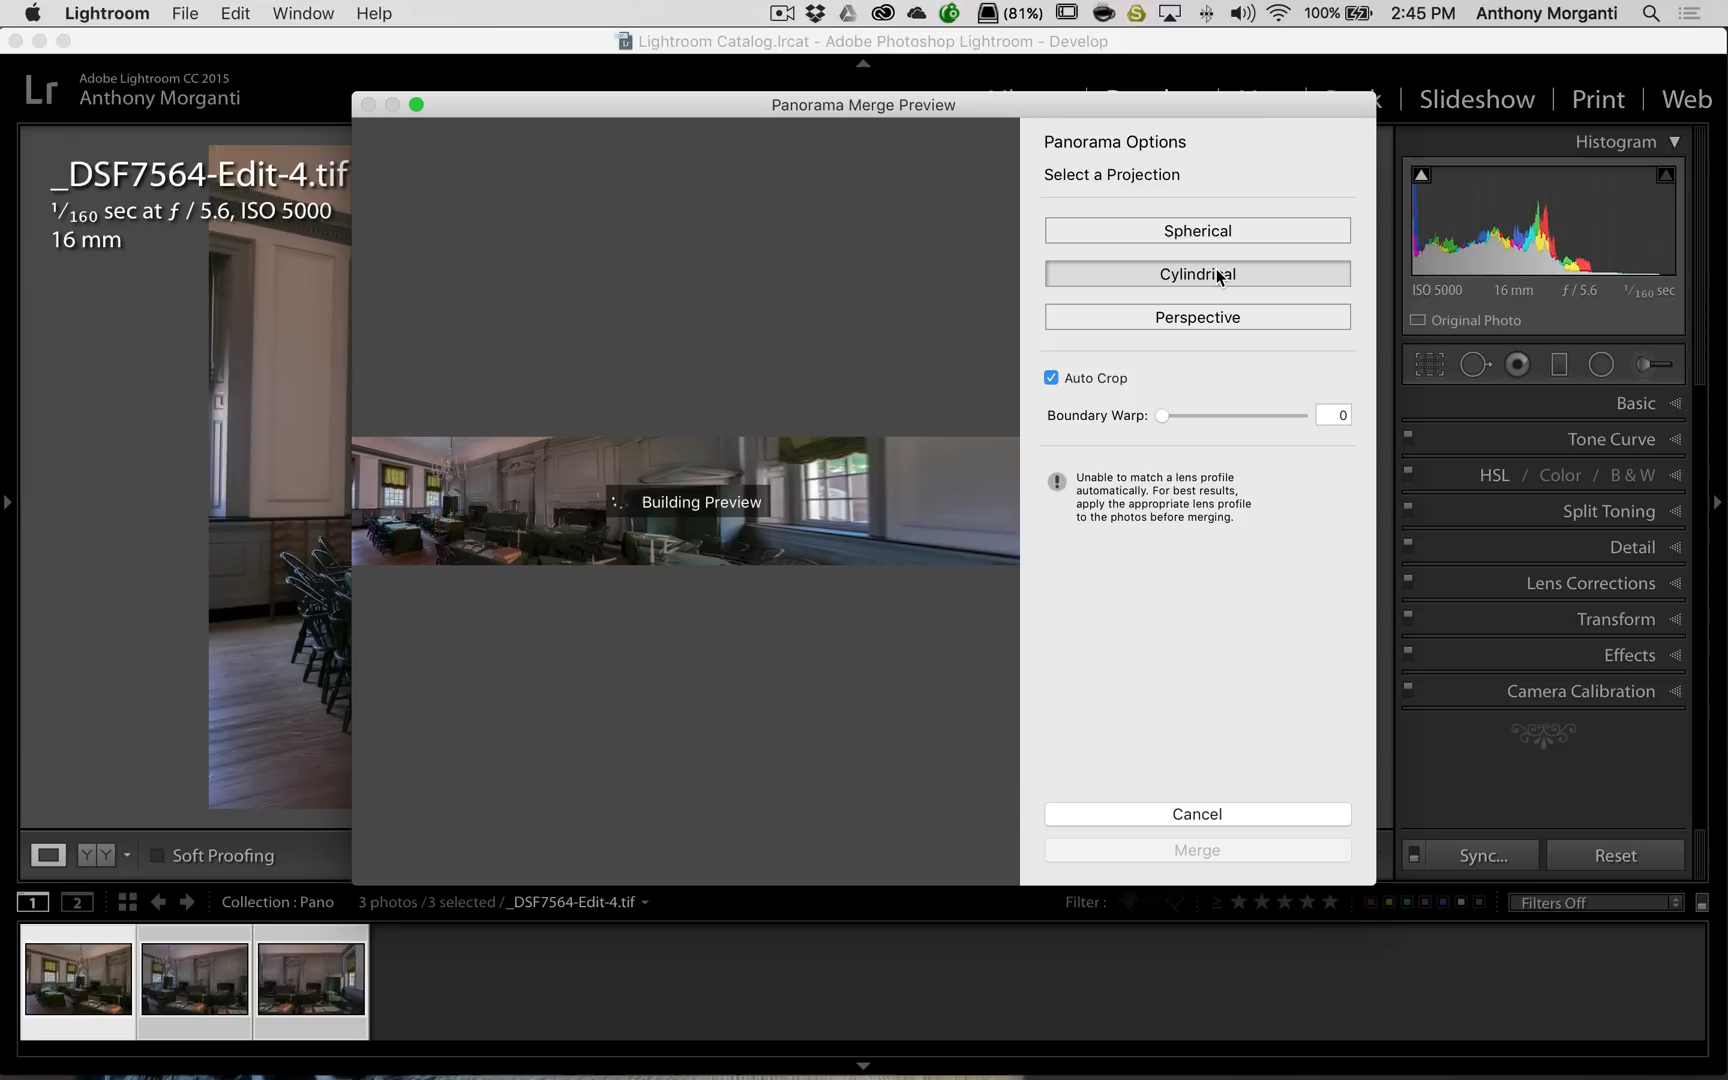 Lightroom File Edit Window Help (81%) 100% 2:45 PM Anthony Morganti
Lightroom Catalog.lrcat - Adobe Photoshop Lightroom - Develop
Lr
Adobe Lightroom CC 2015
Anthony Morganti
Slideshow | Print | Web
Panorama Merge Preview
_DSF7564-Edit-4.tif
1/160 sec at ƒ / 5.6, ISO 5000
16 mm
Building Preview
Panorama Options
Select a Projection
Spherical
Cylindrical
Perspective
Auto Crop
Boundary Warp: 0
Unable to match a lens profile
automatically. For best results,
apply the appropriate lens profile
to the photos before merging.
Cancel
Merge
Histogram
ISO 5000 16 mm ƒ / 5.6 1/160 sec
Original Photo
Basic
Tone Curve
HSL / Color / B & W
Split Toning
Detail
Lens Corrections
Transform
Effects
Camera Calibration
Y Y Soft Proofing
Sync... Reset
1 2 Collection : Pano 3 photos / 3 selected / _DSF7564-Edit-4.tif Filter : ≥ ★ ★ ★ ★ ★ Filters Off